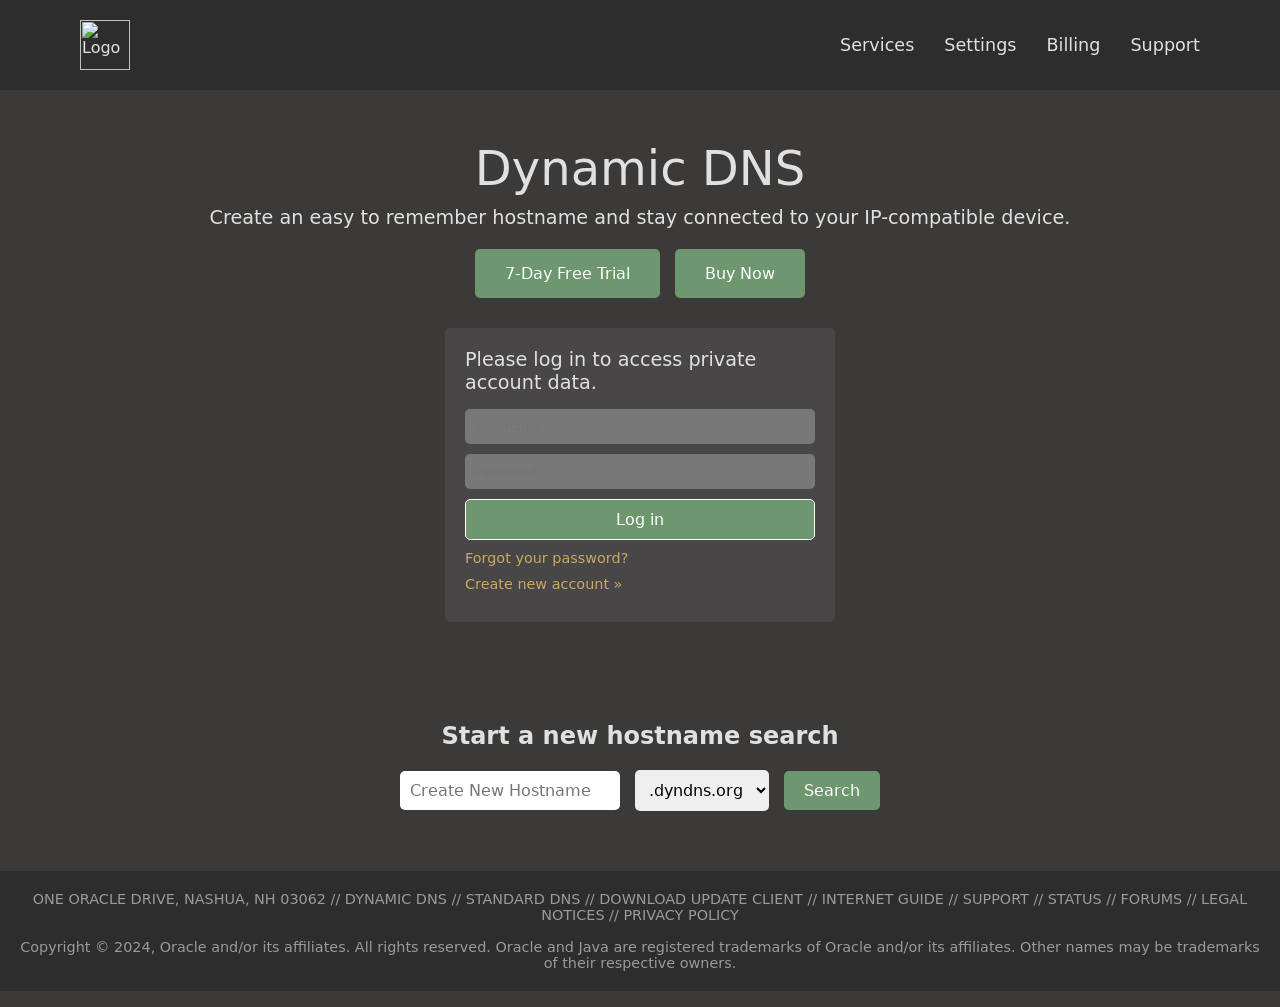 Logo
Services Settings Billing Support
Dynamic DNS
Create an easy to remember hostname and stay connected to your IP-compatible device.
7-Day Free Trial Buy Now
Please log in to access private
account data.
Log in
Forgot your password?
Create new account »
Start a new hostname search
Create New Hostname .dyndns.org Search
ONE ORACLE DRIVE, NASHUA, NH 03062 // DYNAMIC DNS // STANDARD DNS // DOWNLOAD UPDATE CLIENT // INTERNET GUIDE // SUPPORT // STATUS // FORUMS // LEGAL
NOTICES // PRIVACY POLICY
Copyright © 2024, Oracle and/or its affiliates. All rights reserved. Oracle and Java are registered trademarks of Oracle and/or its affiliates. Other names may be trademarks
of their respective owners.